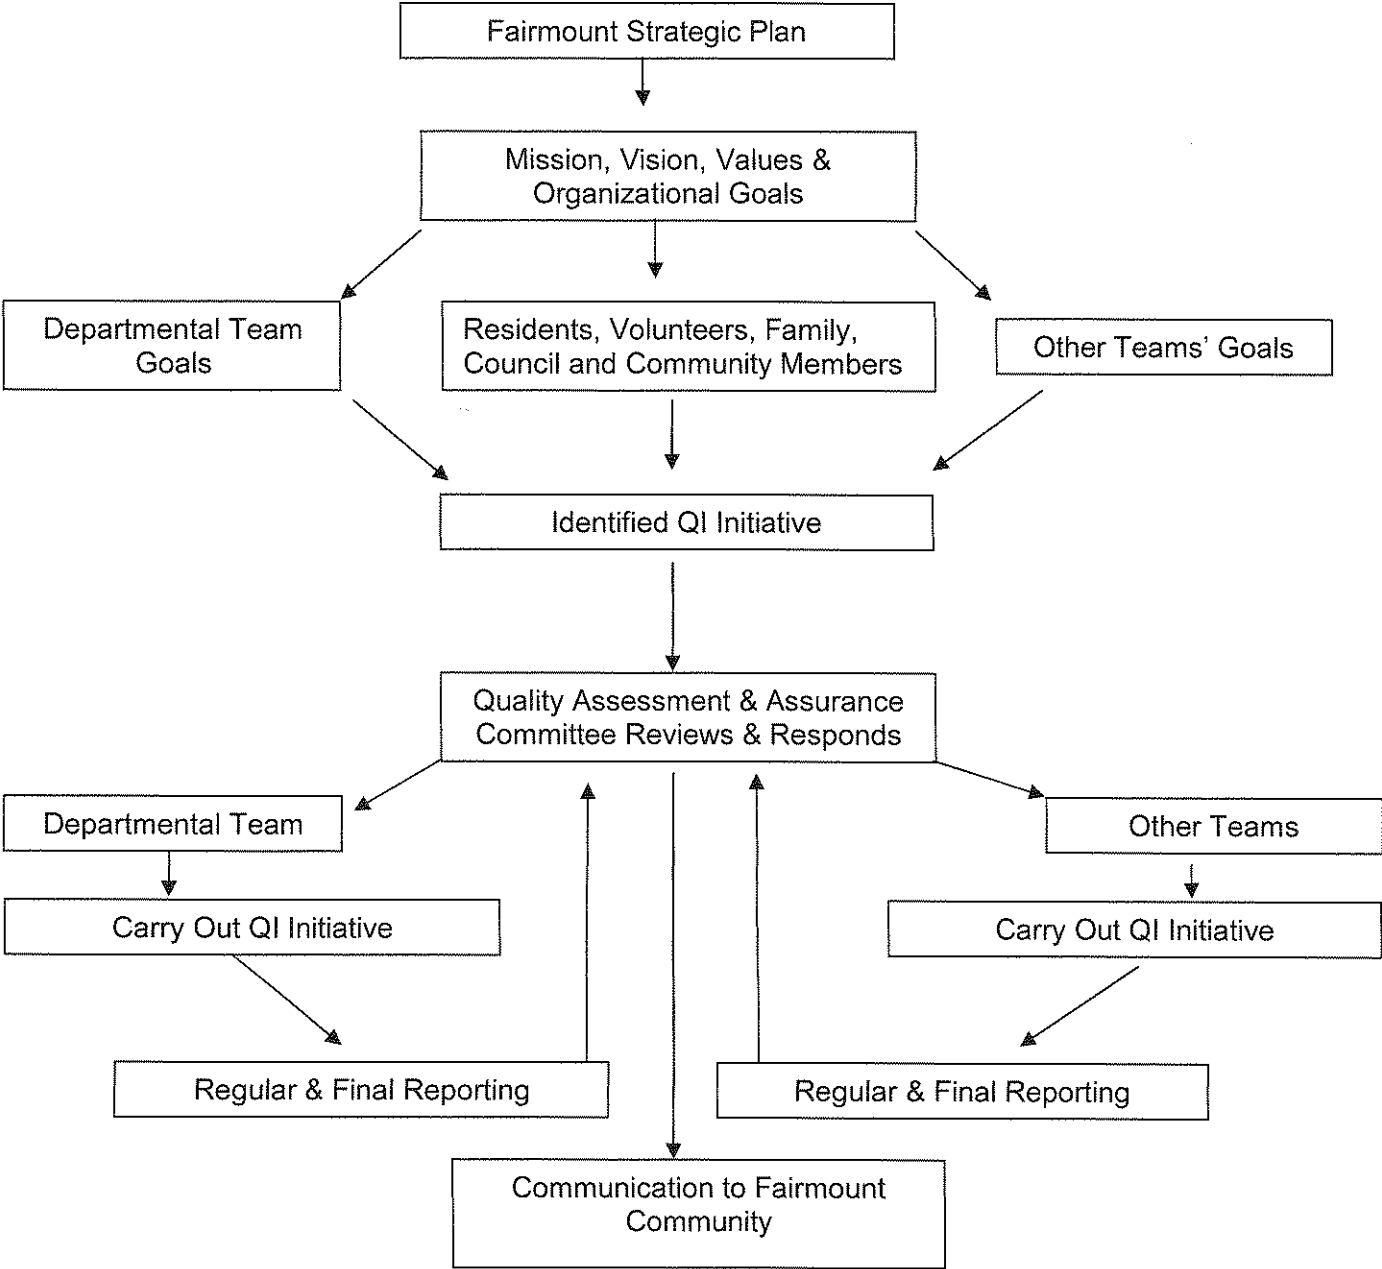 Fairmount Strategic Plan
Mission, Vision, Values &
Organizational Goals
Departmental Team
Goals
Residents, Volunteers, Family,
Council and Community Members
Other Teams' Goals
Identified QI Initiative
Quality Assessment & Assurance
Committee Reviews & Responds
Departmental Team
Other Teams
Carry Out QI Initiative
Carry Out QI Initiative
Regular & Final Reporting
Regular & Final Reporting
Communication to Fairmount
Community